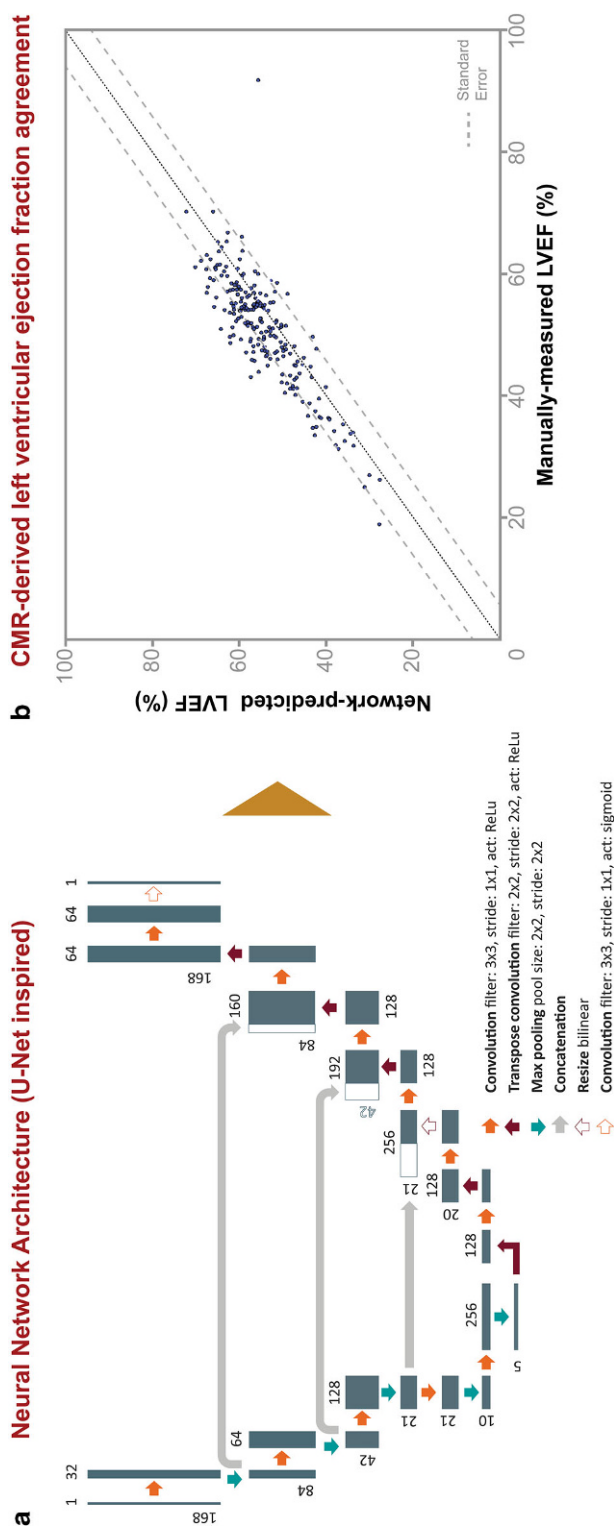 a Neural Network Architecture (U-Net inspired)
1 32
168
64
84
128
42
21
21
10
256
5
128
128
20
256
21
128
192
42
128
160
84
64
168
64
1
Convolution filter: 3x3, stride: 1x1, act: ReLu
Transpose convolution filter: 2x2, stride: 2x2, act: ReLu
Max pooling pool size: 2x2, stride: 2x2
Concatenation
Resize bilinear
Convolution filter: 3x3, stride: 1x1, act: sigmoid
b CMR-derived left ventricular ejection fraction agreement
Network-predicted LVEF (%)
100
80
60
40
20
0 20 40 60 80 100
Manually-measured LVEF (%)
Standard
Error